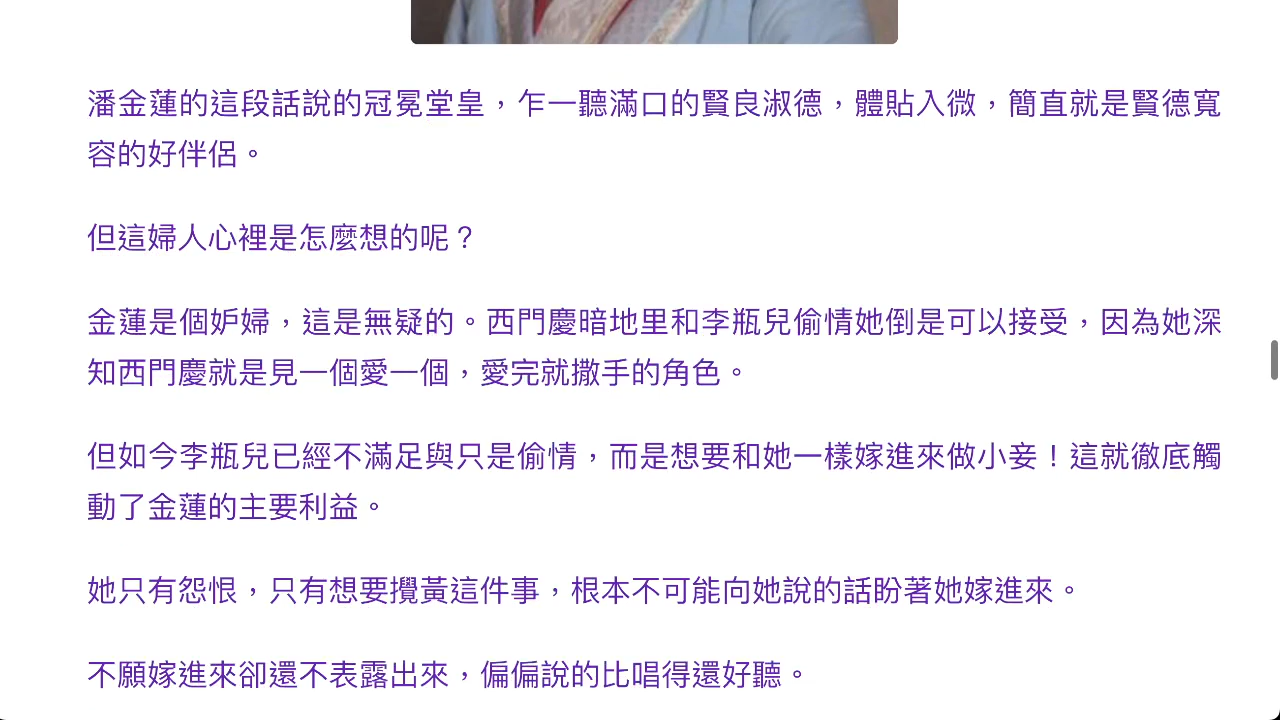 潘金蓮的這段話說的冠冕堂皇，乍一聽滿口的賢良淑德，體貼入微，簡直就是賢德寬
容的好伴侶。
但這婦人心裡是怎麼想的呢？
金蓮是個妒婦，這是無疑的。西門慶暗地里和李瓶兒偷情她倒是可以接受，因為她深
知西門慶就是見一個愛一個，愛完就撒手的角色。
但如今李瓶兒已經不滿足與只是偷情，而是想要和她一樣嫁進來做小妾！這就徹底觸
動了金蓮的主要利益。
她只有怨恨，只有想要攪黃這件事，根本不可能向她說的話盼著她嫁進來。
不願嫁進來卻還不表露出來，偏偏說的比唱得還好聽。